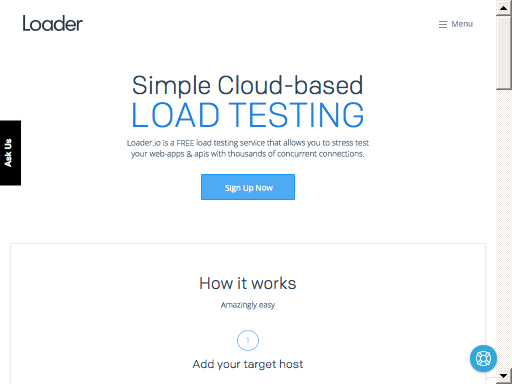 Loader
Menu
Simple Cloud-based
LOAD TESTING
Loader.io is a FREE load testing service that allows you to stress test
your web-apps & apis with thousands of concurrent connections.
Ask Us
Sign Up Now
How it works
Amazingly easy
1
Add your target host